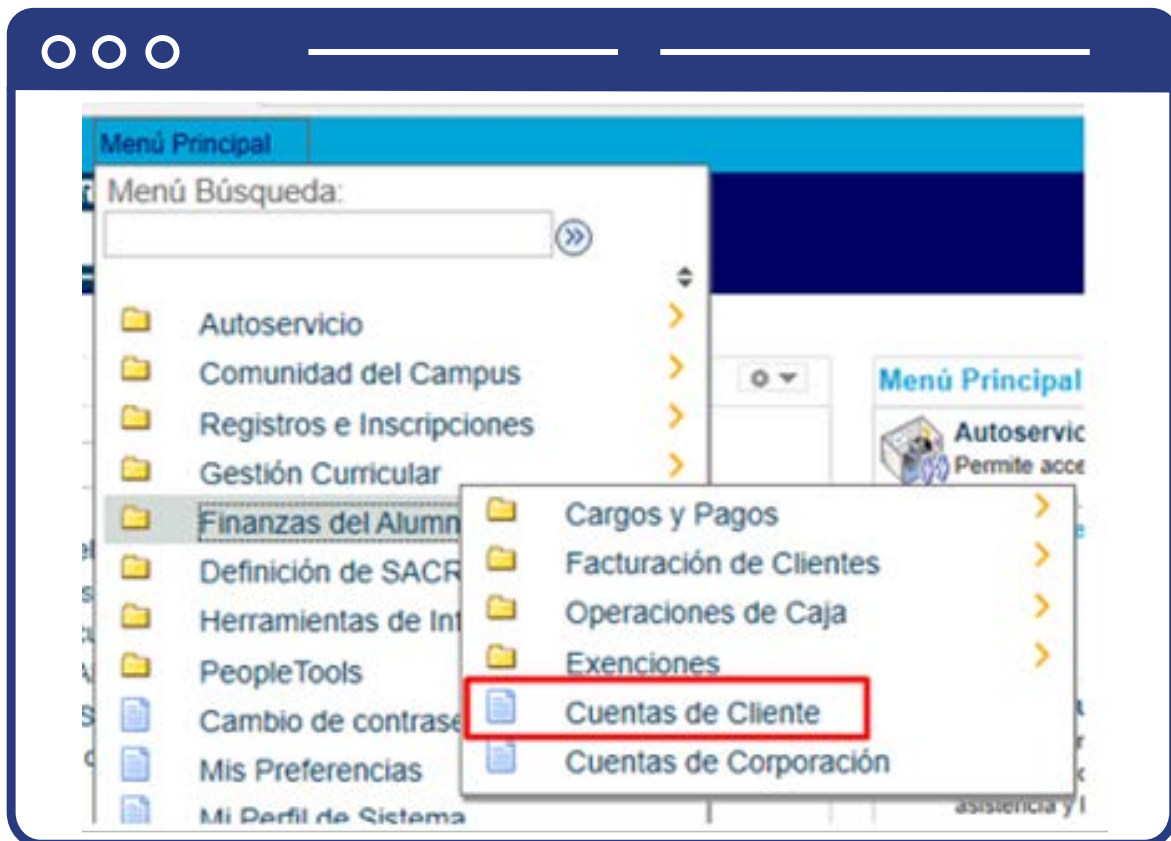 Menú Principal
Menú Búsqueda:
Autoservicio
Comunidad del Campus
Registros e Inscripciones
Gestión Curricular
Finanzas del Alumn
Definición de SACR
Herramientas de Int
PeopleTools
Cambio de contrase
Mis Preferencias
Mi Perfil de Sistema
Cargos y Pagos
Facturación de Clientes
Operaciones de Caja
Exenciones
Cuentas de Cliente
Cuentas de Corporación
Menú Principal
Autoservic
Permite acce
asistencia y